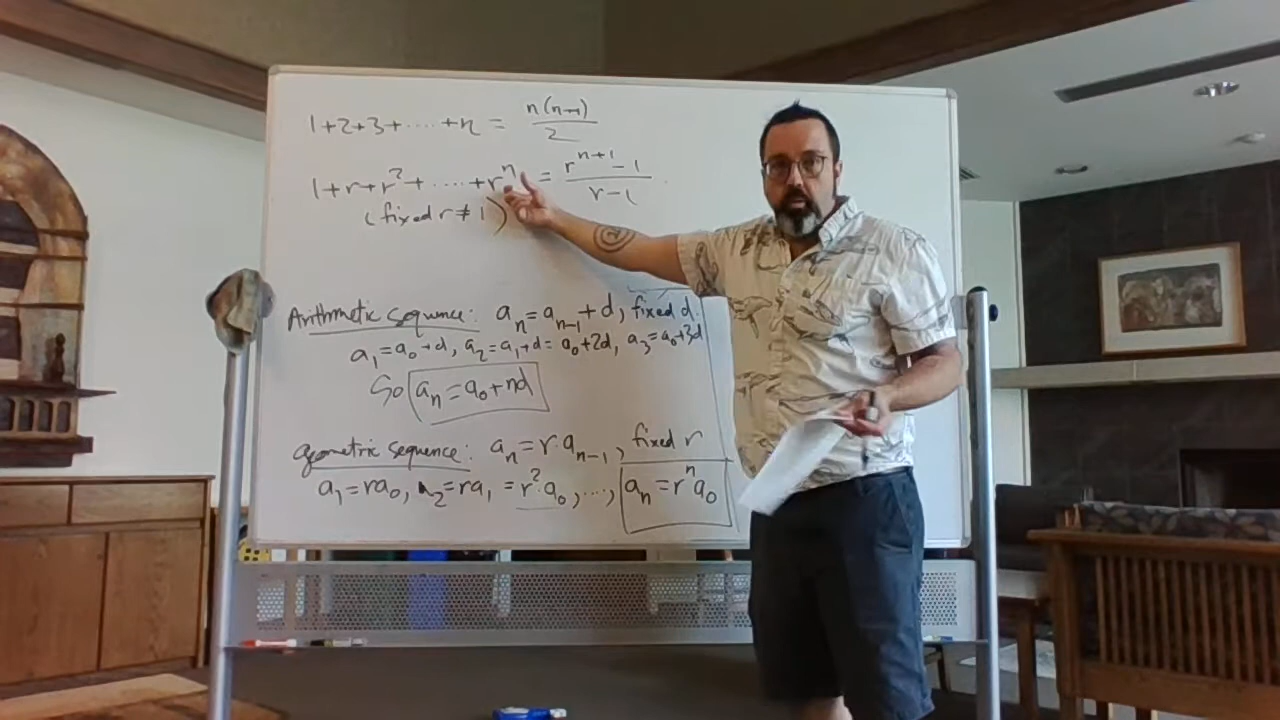 1+2+3+.....+n = n(n+1)/2
1+r+r²+.....+rⁿ = (rⁿ⁺¹-1)/(r-1)
(fixed r≠1)
Arithmetic sequence: aₙ=aₙ₋₁+d, fixed d.
a₁=a₀+d, a₂=a₁+d=a₀+2d, a₃=a₀+3d
So aₙ=a₀+nd
geometric sequence: aₙ=r·aₙ₋₁, fixed r
a₁=ra₀, a₂=ra₁=r²·a₀,....., aₙ=rⁿa₀